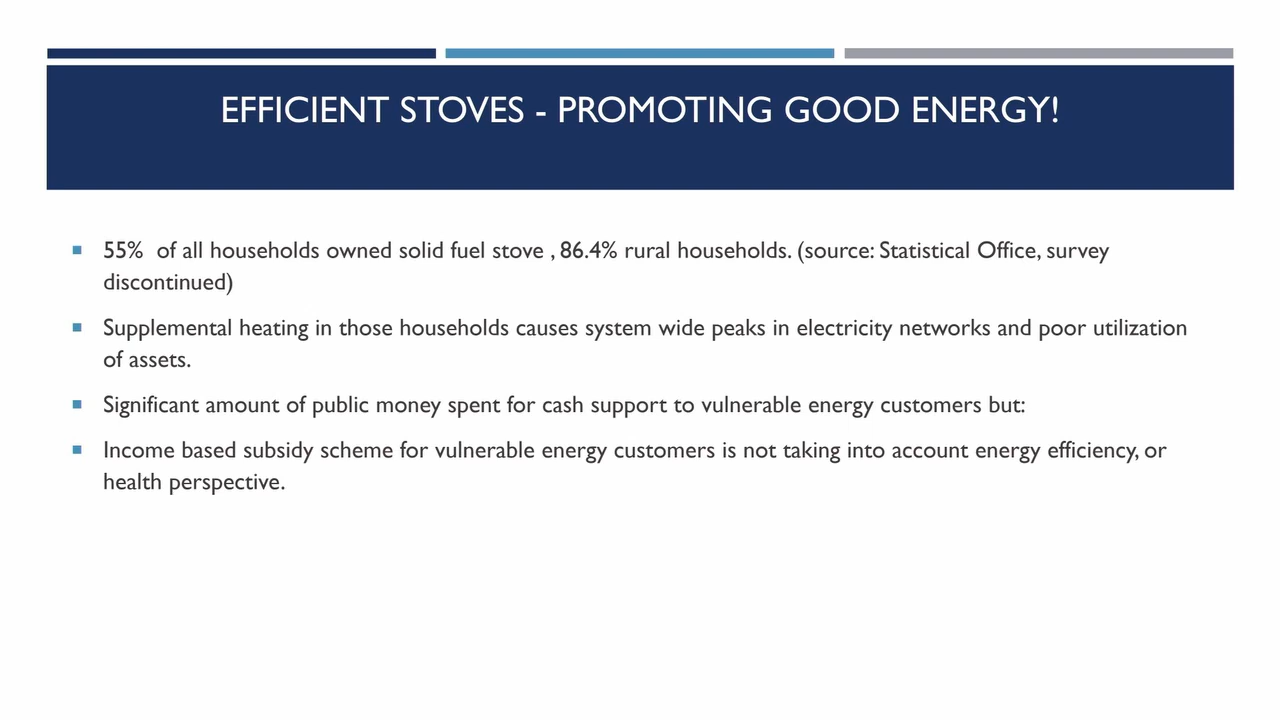 EFFICIENT STOVES - PROMOTING GOOD ENERGY!
55%  of all households owned solid fuel stove , 86.4% rural households. (source: Statistical Office, survey
discontinued)
Supplemental heating in those households causes system wide peaks in electricity networks and poor utilization
of assets.
Significant amount of public money spent for cash support to vulnerable energy customers but:
Income based subsidy scheme for vulnerable energy customers is not taking into account energy efficiency, or
health perspective.